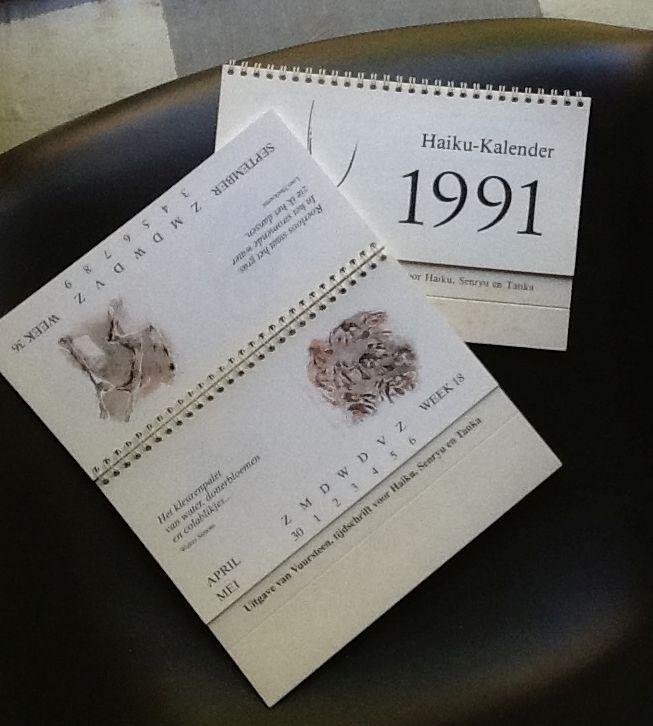 Haiku-Kalender
1991
oor Haiku, Senryu en Tanka
Roerloos staat het gras
In het stromende water
zie ik het dansen.
Z M D W D V Z WEEK 36
SEPTEMBER 3 4 5 6 7 8 9
Het kleurenpalet
van water, dotterbloemen
en colablikjes...
Z M D W D V Z WEEK 18
APRIL 30
MEI 1 2 3 4 5 6
Uitgave van Vuursteen, tijdschrift voor Haiku, Senryu en Tanka